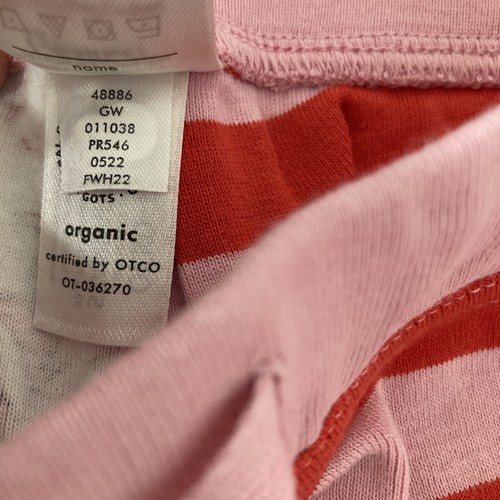 name
48886
GW
011038
PR546
0522
FWH22
GOTS
organic
certified by OTCO
OT-036270